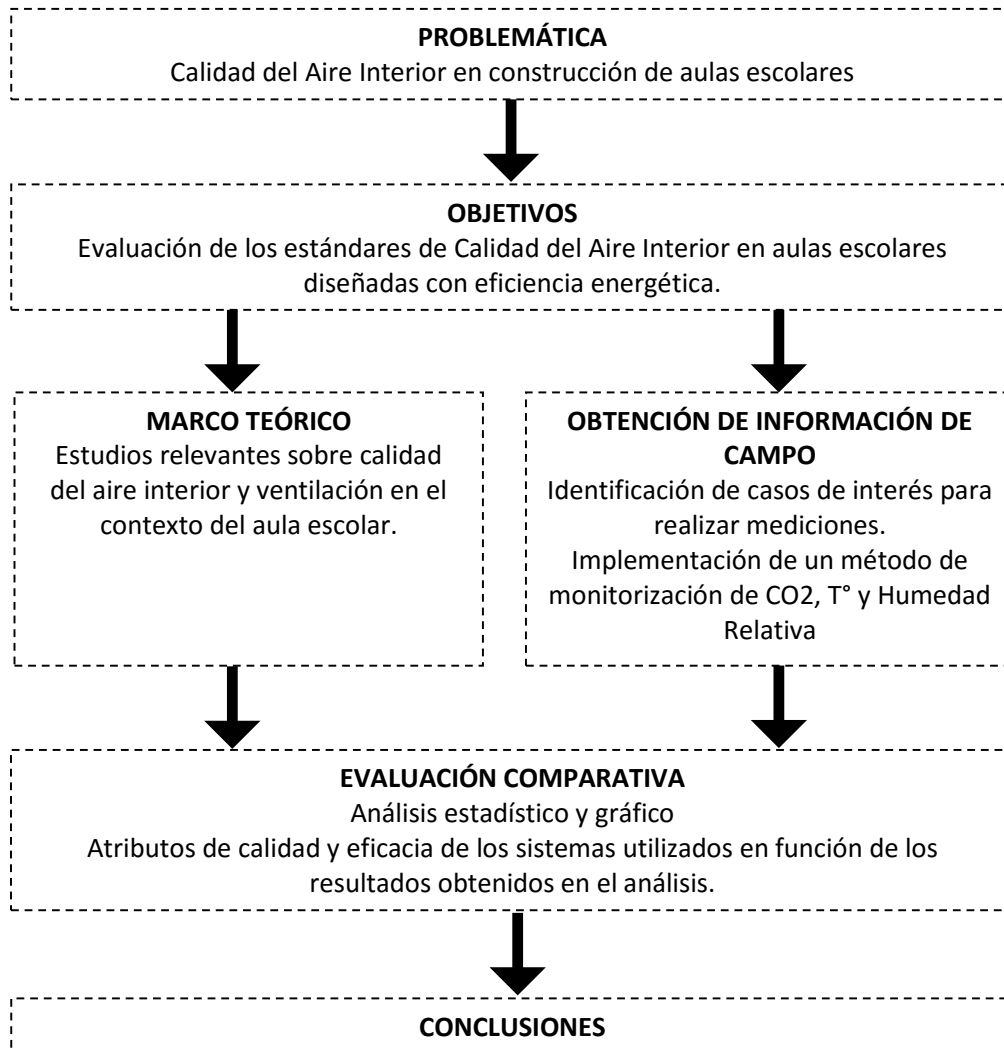 PROBLEMÁTICA
Calidad del Aire Interior en construcción de aulas escolares
OBJETIVOS
Evaluación de los estándares de Calidad del Aire Interior en aulas escolares
diseñadas con eficiencia energética.
MARCO TEÓRICO
Estudios relevantes sobre calidad
del aire interior y ventilación en el
contexto del aula escolar.
OBTENCIÓN DE INFORMACIÓN DE
CAMPO
Identificación de casos de interés para
realizar mediciones.
Implementación de un método de
monitorización de CO2, T° y Humedad
Relativa
EVALUACIÓN COMPARATIVA
Análisis estadístico y gráfico
Atributos de calidad y eficacia de los sistemas utilizados en función de los
resultados obtenidos en el análisis.
CONCLUSIONES